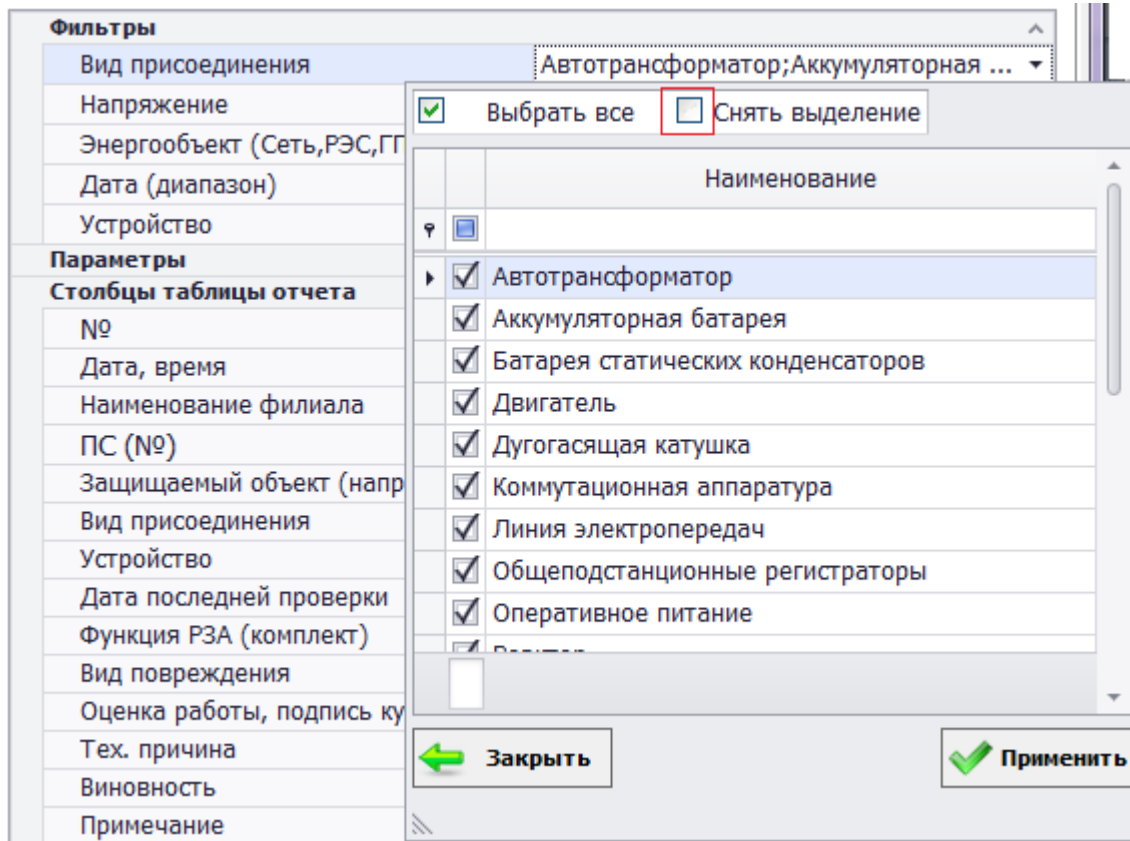 Фильтры
Вид присоединения
Автотрансформатор;Аккумуляторная ...
Напряжение
Энергообъект (Сеть,РЭС,ГП
Дата (диапазон)
Устройство
Параметры
Столбцы таблицы отчета
№
Дата, время
Наименование филиала
ПС (№)
Защищаемый объект (напр
Вид присоединения
Устройство
Дата последней проверки
Функция РЗА (комплект)
Вид повреждения
Оценка работы, подпись ку
Тех. причина
Виновность
Примечание
Выбрать все
Снять выделение
Наименование
Автотрансформатор
Аккумуляторная батарея
Батарея статических конденсаторов
Двигатель
Дугогасящая катушка
Коммутационная аппаратура
Линия электропередач
Общеподстанционные регистраторы
Оперативное питание
Закрыть
Применить